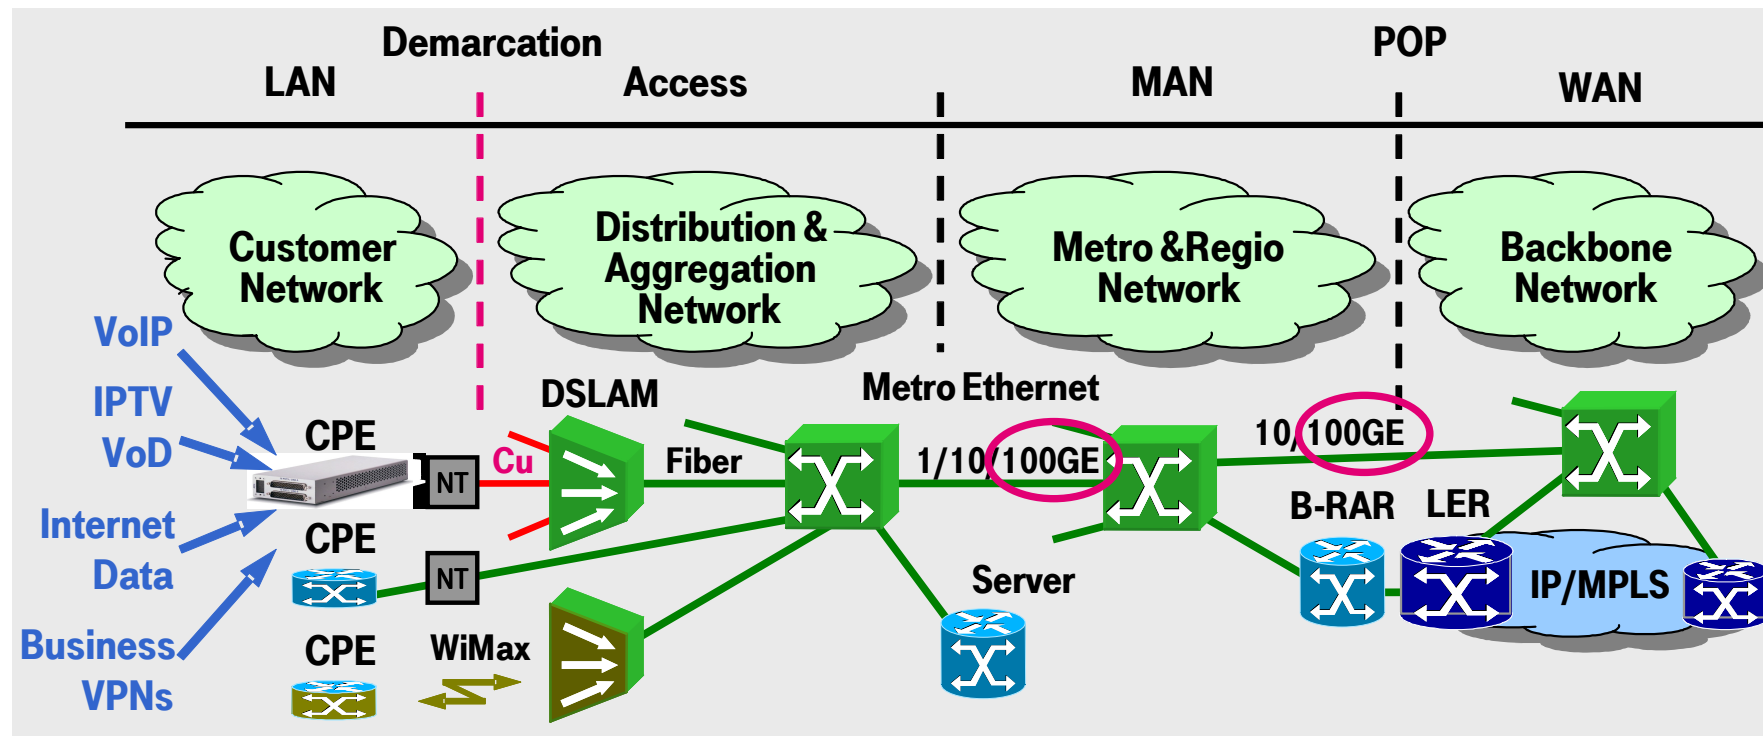 Demarcation
POP
LAN
Access
MAN
WAN
Customer
Network
Distribution &
Aggregation
Network
Metro &Regio
Network
Backbone
Network
VoIP
IPTV
VoD
Internet
Data
Business
VPNs
CPE
NT
Cu
DSLAM
Fiber
Metro Ethernet
1/10/100GE
10/100GE
CPE
NT
B-RAR
LER
IP/MPLS
Server
CPE
WiMax